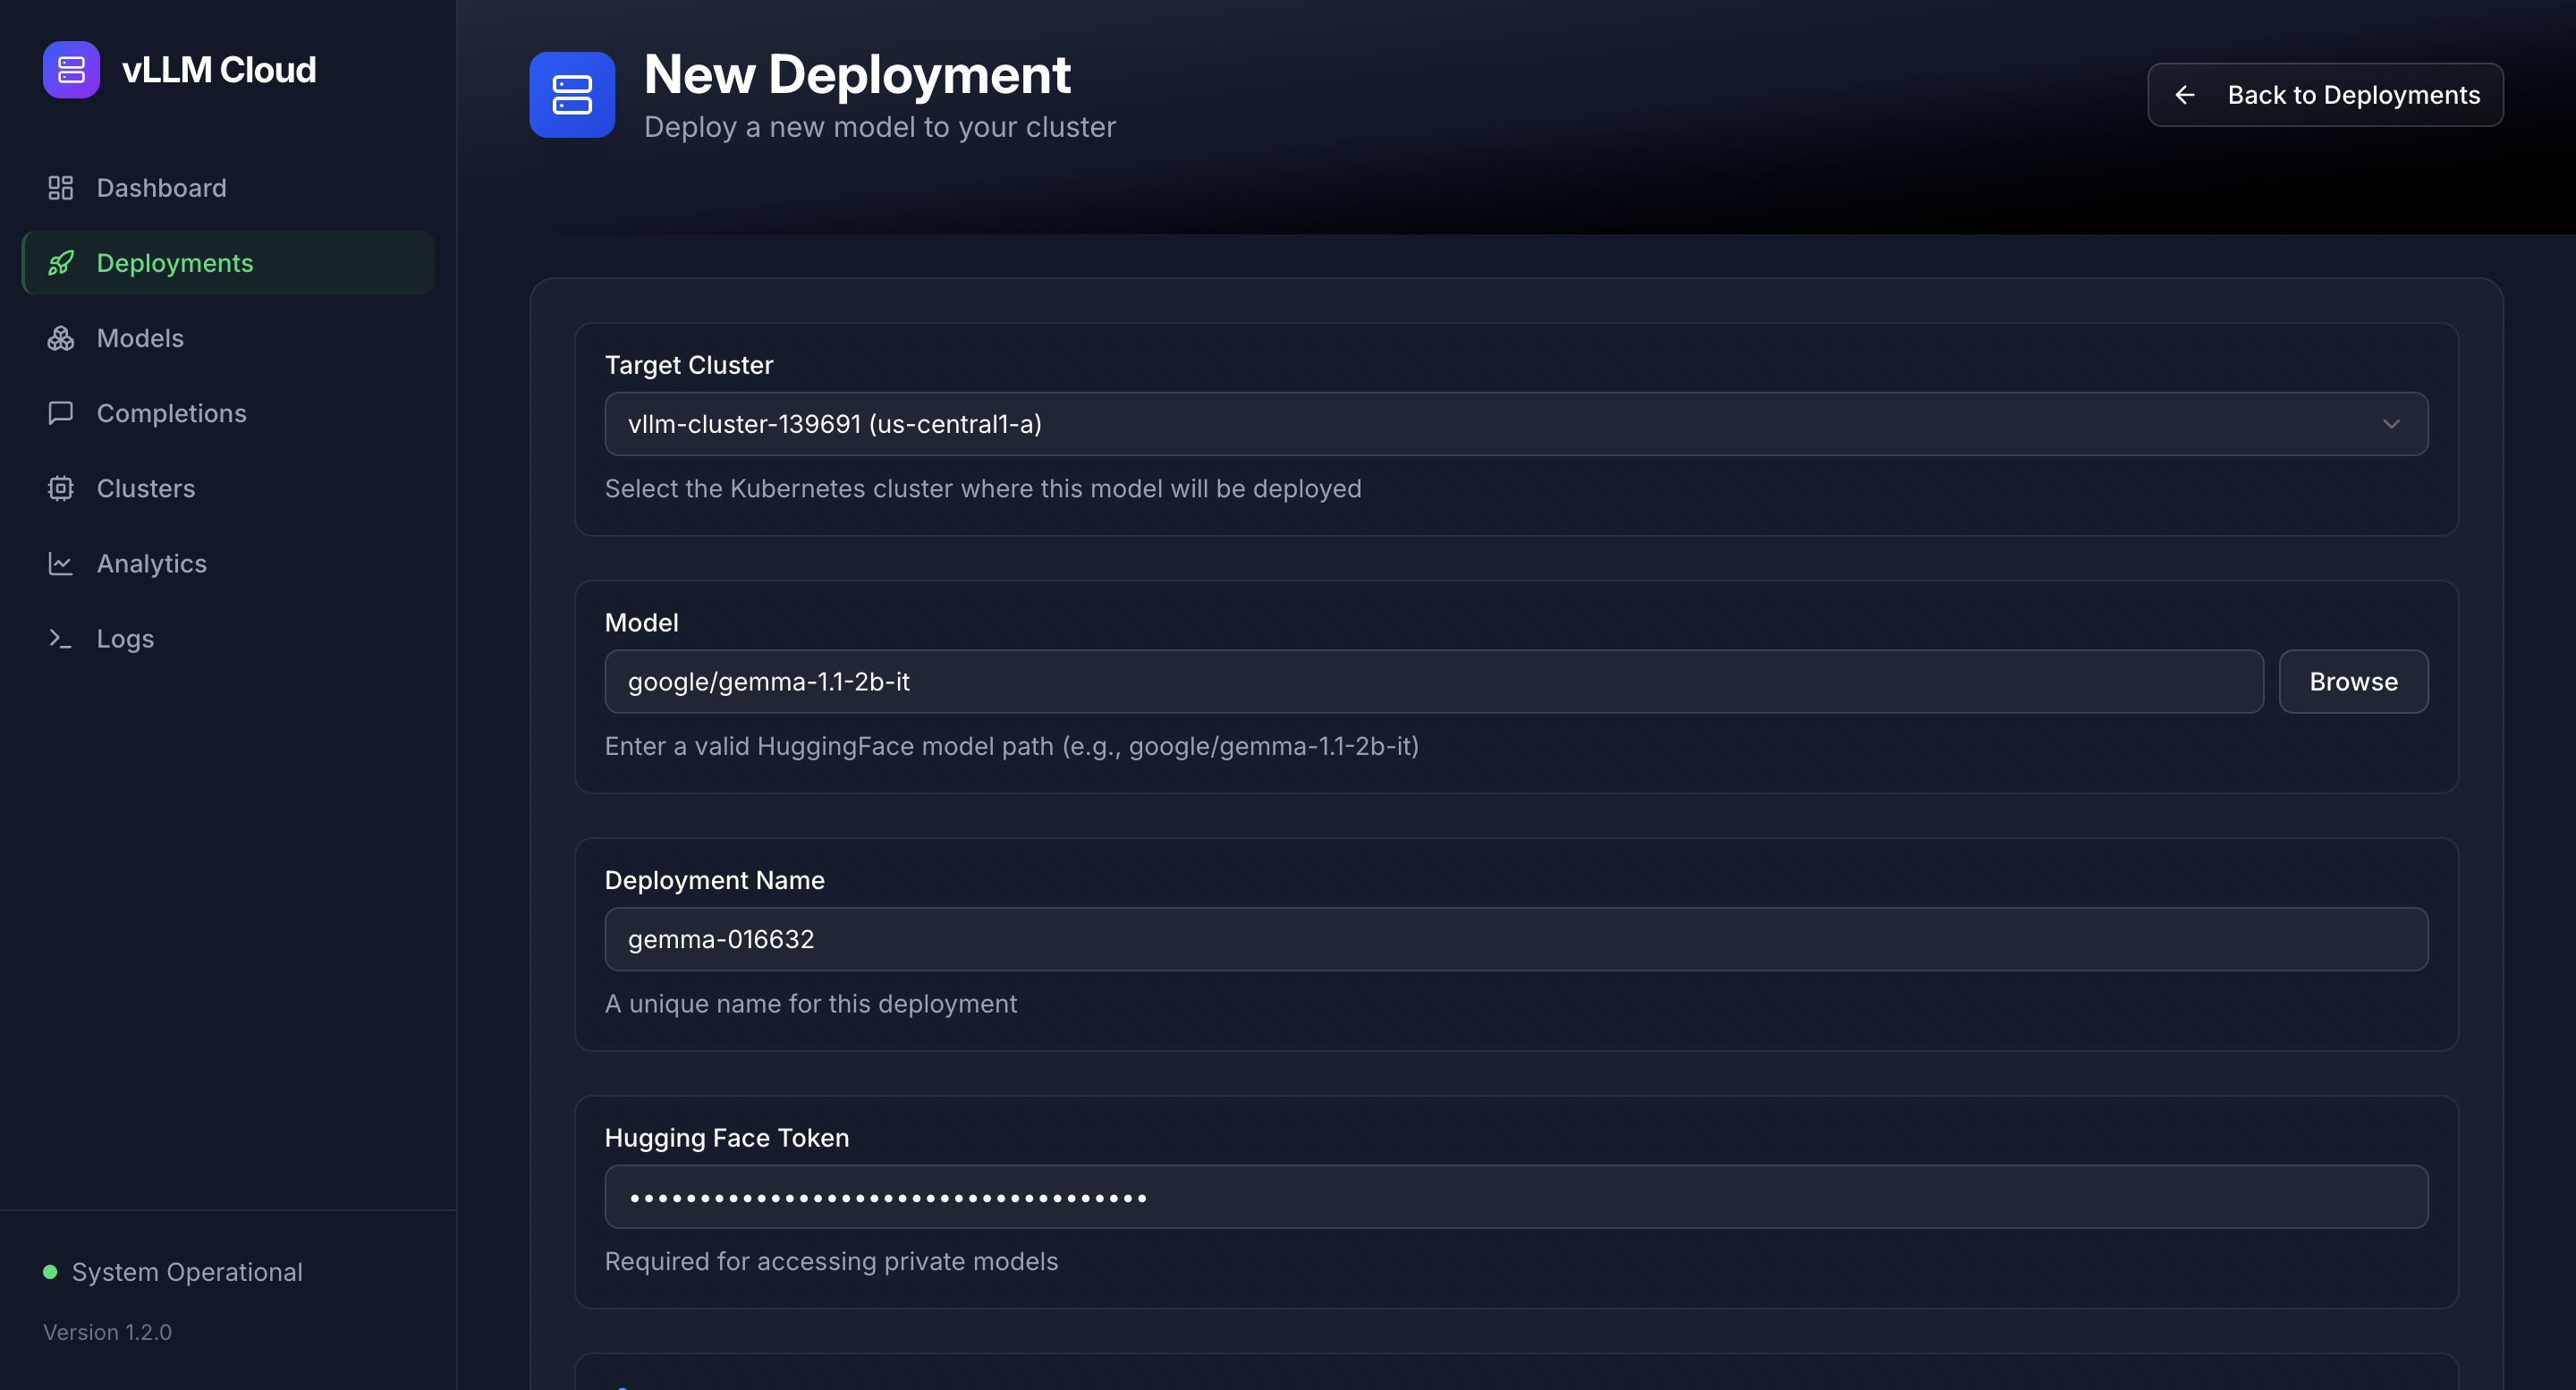 vLLM Cloud
Dashboard
Deployments
Models
Completions
Clusters
Analytics
Logs
System Operational
Version 1.2.0
New Deployment
Deploy a new model to your cluster
Back to Deployments
Target Cluster
vllm-cluster-139691 (us-central1-a)
Select the Kubernetes cluster where this model will be deployed
Model
google/gemma-1.1-2b-it
Browse
Enter a valid HuggingFace model path (e.g., google/gemma-1.1-2b-it)
Deployment Name
gemma-016632
A unique name for this deployment
Hugging Face Token
•••••••••••••••••••••••••••••••••••••
Required for accessing private models